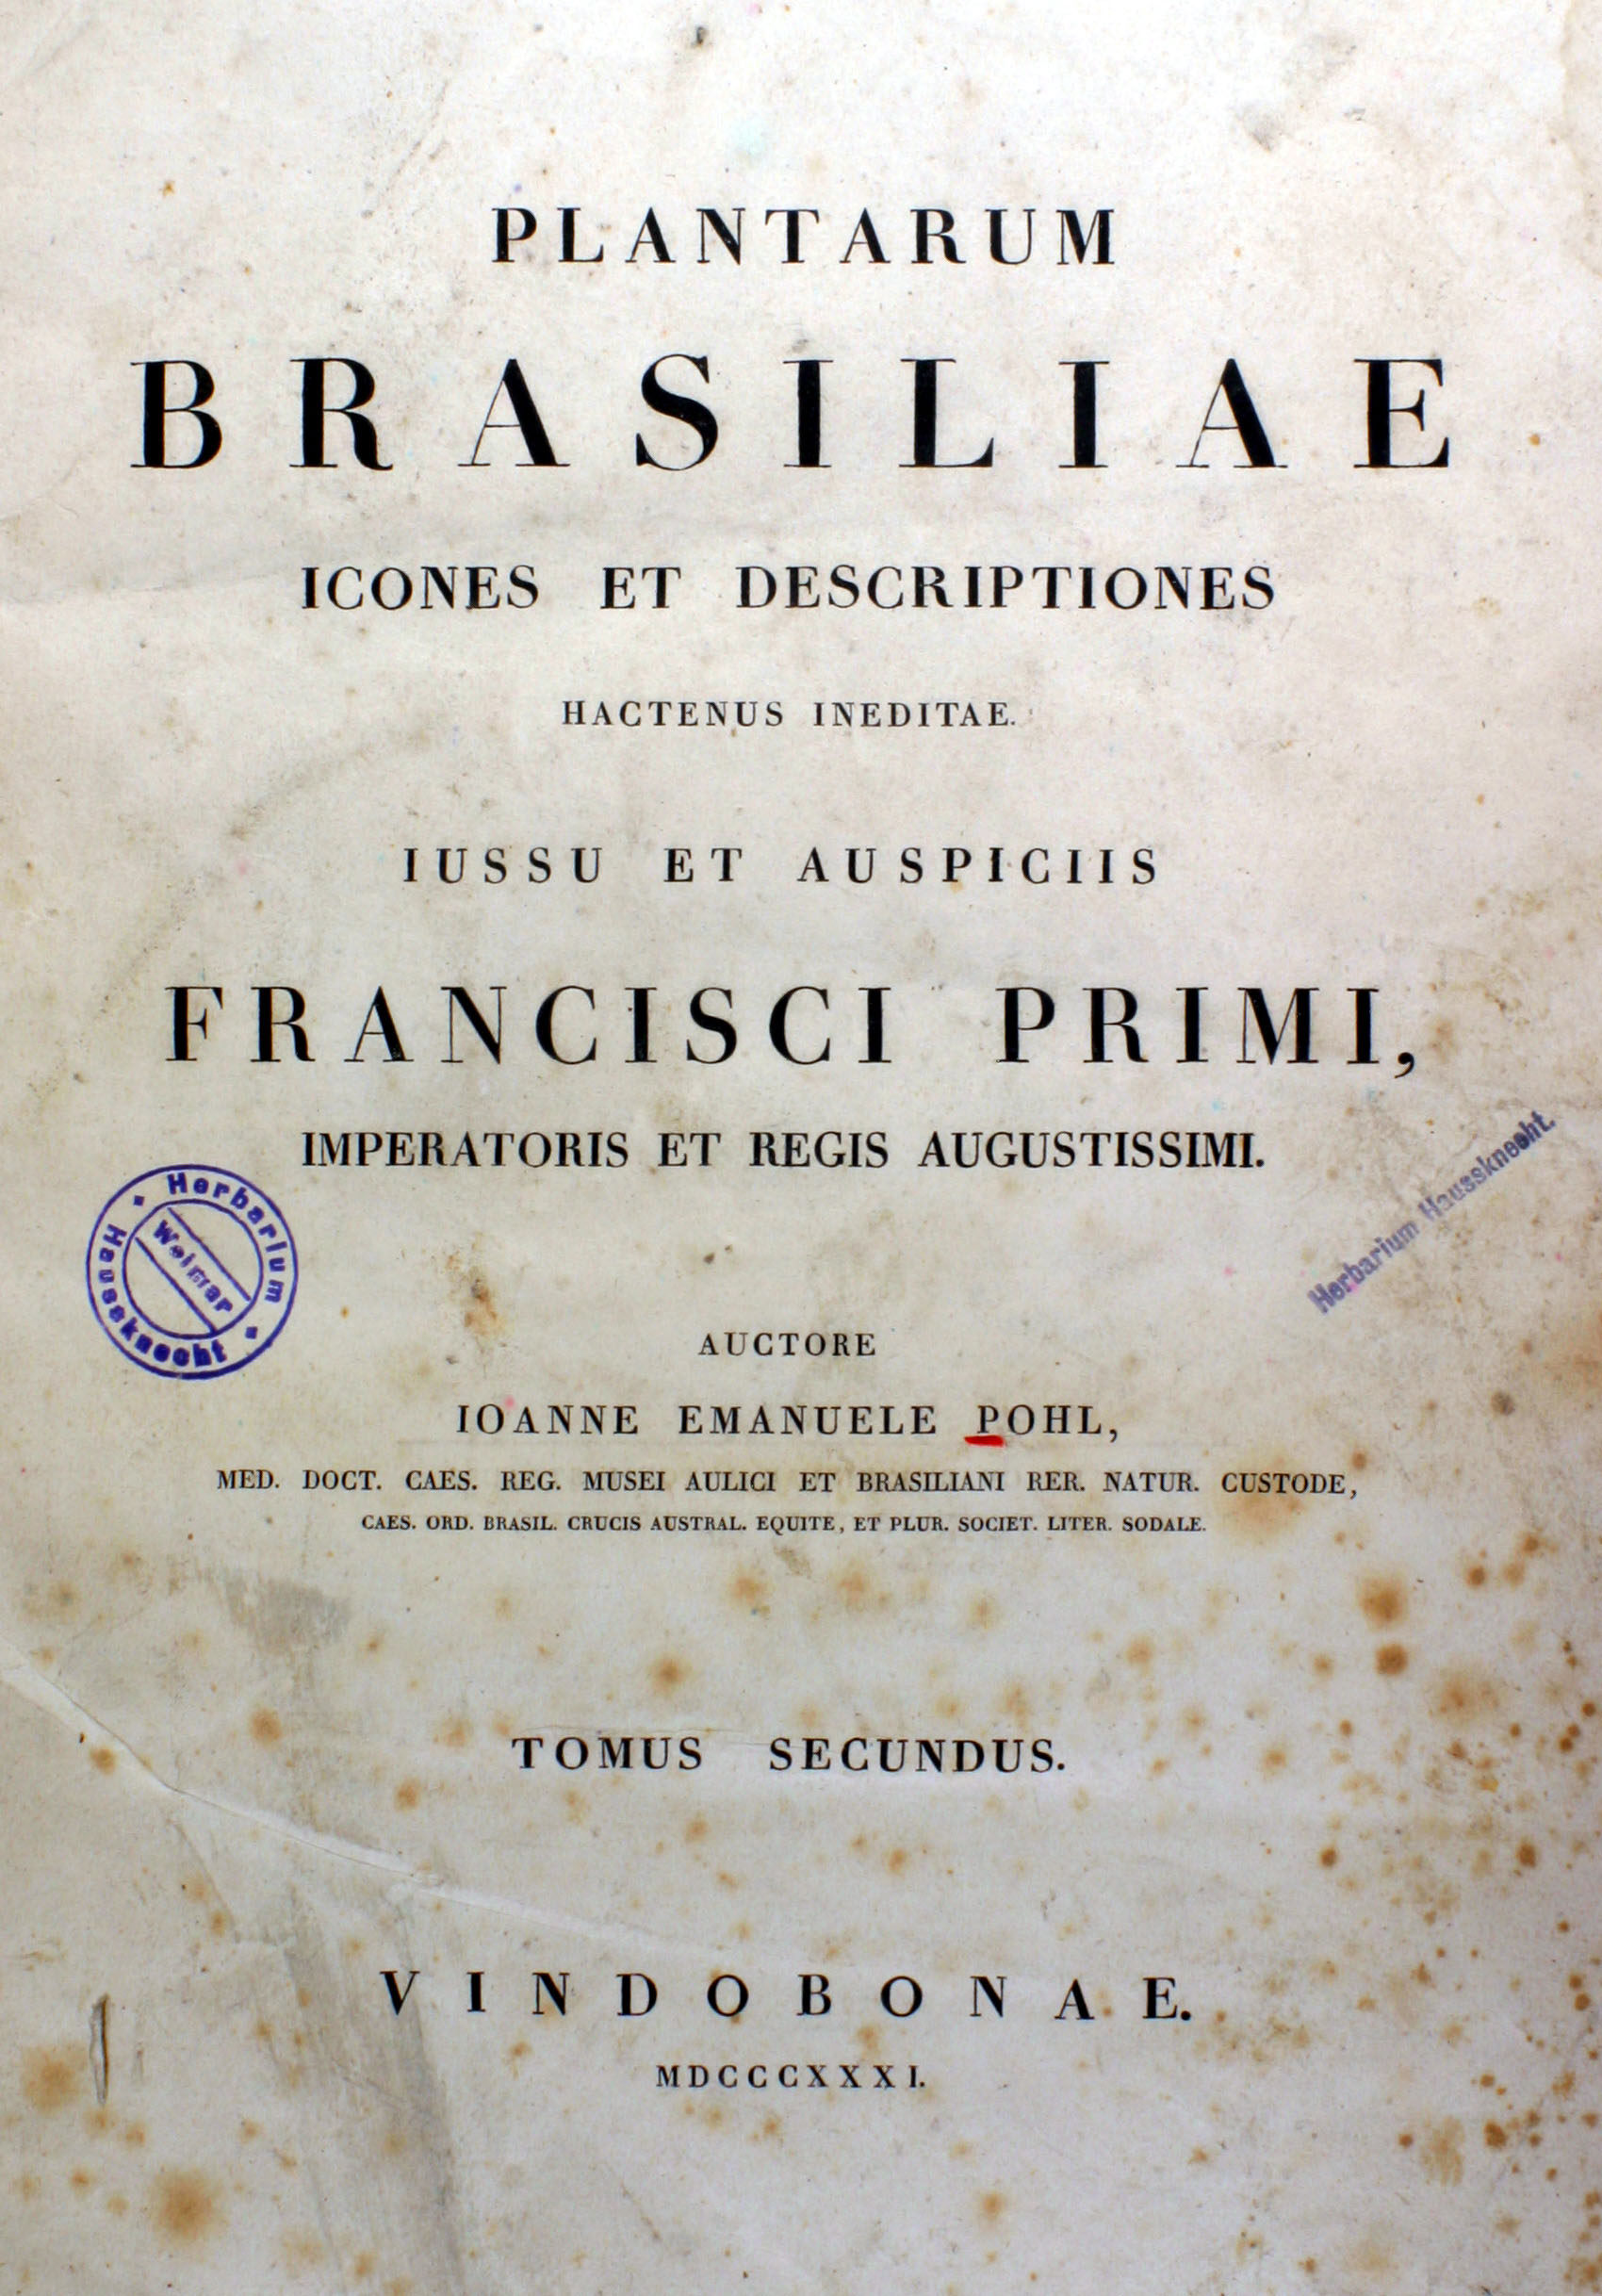 PLANTARUM
BRASILIAE
ICONES ET DESCRIPTIONES
HACTENUS INEDITAE.
IUSSU ET AUSPICIIS
FRANCISCI PRIMI,
IMPERATORIS ET REGIS AUGUSTISSIMI.
Herbarium
Haussknecht
Weimar
Herbarium Haussknecht.
AUCTORE
IOANNE EMANUELE POHL,
MED. DOCT. CAES. REG. MUSEI AULICI ET BRASILIANI RER. NATUR. CUSTODE,
CAES. ORD. BRASIL. CRUCIS AUSTRAL. EQUITE, ET PLUR. SOCIET. LITER. SODALE.
TOMUS SECUNDUS.
VINDOBONAE.
MDCCCXXXI.